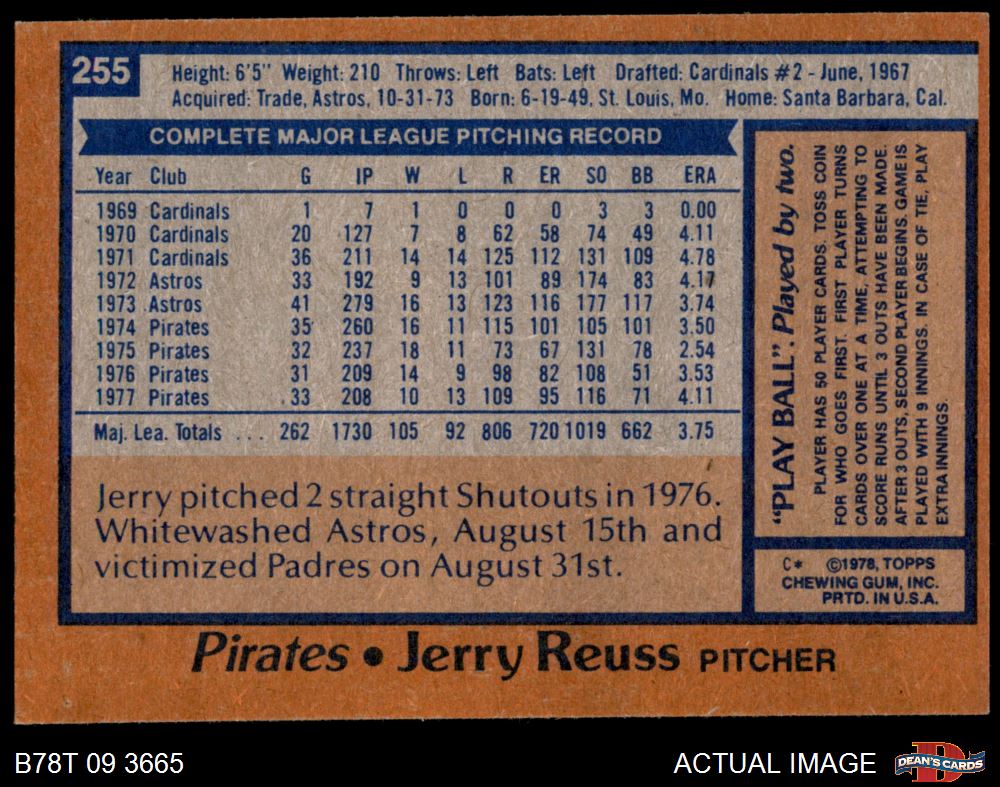 255
Height: 6'5" Weight: 210 Throws: Left Bats: Left Drafted: Cardinals #2 - June, 1967
Acquired: Trade, Astros, 10-31-73 Born: 6-19-49, St. Louis, Mo. Home: Santa Barbara, Cal.
COMPLETE MAJOR LEAGUE PITCHING RECORD
Year Club G IP W L R ER SO BB ERA
1969 Cardinals 1 7 1 0 0 0 3 3 0.00
1970 Cardinals 20 127 7 8 62 58 74 49 4.11
1971 Cardinals 36 211 14 14 125 112 131 109 4.78
1972 Astros 33 192 9 13 101 89 174 83 4.17
1973 Astros 41 279 16 13 123 116 177 117 3.74
1974 Pirates 35 260 16 11 115 101 105 101 3.50
1975 Pirates 32 237 18 11 73 67 131 78 2.54
1976 Pirates 31 209 14 9 98 82 108 51 3.53
1977 Pirates 33 208 10 13 109 95 116 71 4.11
Maj. Lea. Totals ... 262 1730 105 92 806 720 1019 662 3.75
Jerry pitched 2 straight Shutouts in 1976.
Whitewashed Astros, August 15th and
victimized Padres on August 31st.
"PLAY BALL". Played by two.
PLAYER HAS 50 PLAYER CARDS. TOSS COIN
FOR WHO GOES FIRST. FIRST PLAYER TURNS
CARDS OVER ONE AT A TIME, ATTEMPTING TO
SCORE RUNS UNTIL 3 OUTS HAVE BEEN MADE.
AFTER 3 OUTS, SECOND PLAYER BEGINS. GAME IS
PLAYED WITH 9 INNINGS. IN CASE OF TIE, PLAY
EXTRA INNINGS.
C* ©1978, TOPPS
CHEWING GUM, INC.
PRTD. IN U.S.A.
Pirates • Jerry Reuss PITCHER
B78T 09 3665
ACTUAL IMAGE
DEAN'S CARDS